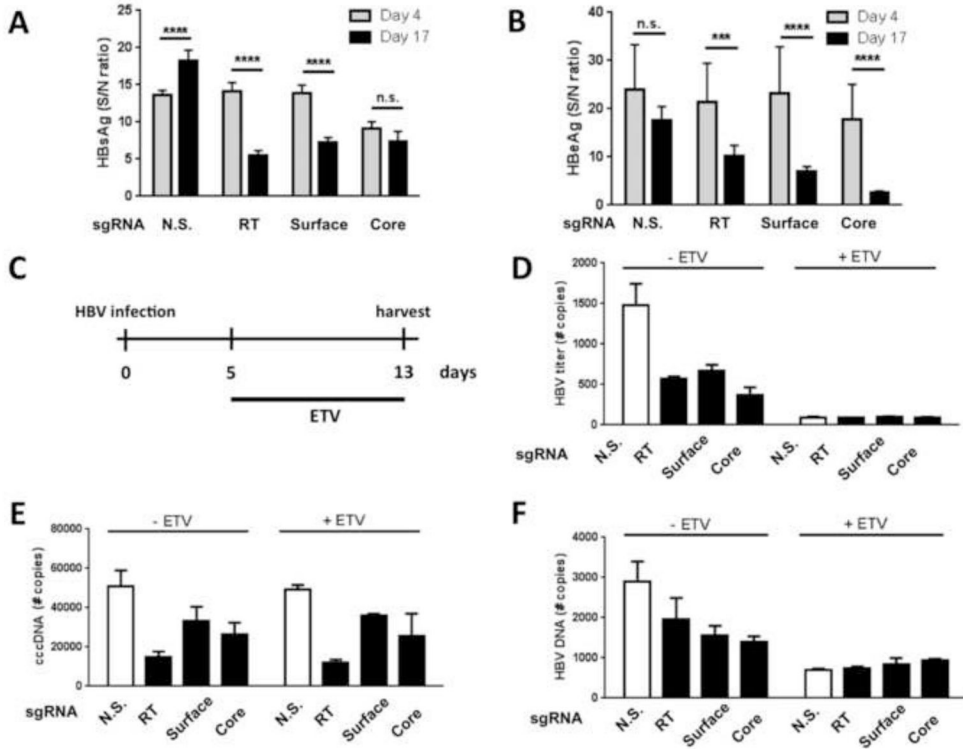 A
HBsAg (S/N ratio)
25
20
15
10
5
0
Day 4
Day 17
****
****
****
n.s.
sgRNA N.S. RT Surface Core
B
HBeAg (S/N ratio)
40
30
20
10
0
Day 4
Day 17
n.s.
***
****
****
sgRNA N.S. RT Surface Core
C
HBV infection harvest
0 5 13 days
ETV
D
HBV titer (# copies)
2000
1500
1000
500
0
- ETV + ETV
sgRNA N.S. RT Surface Core N.S. RT Surface Core
E
cccDNA (# copies)
80000
60000
40000
20000
0
- ETV + ETV
sgRNA N.S. RT Surface Core N.S. RT Surface Core
F
HBV DNA (# copies)
4000
3000
2000
1000
0
- ETV + ETV
sgRNA N.S. RT Surface Core N.S. RT Surface Core